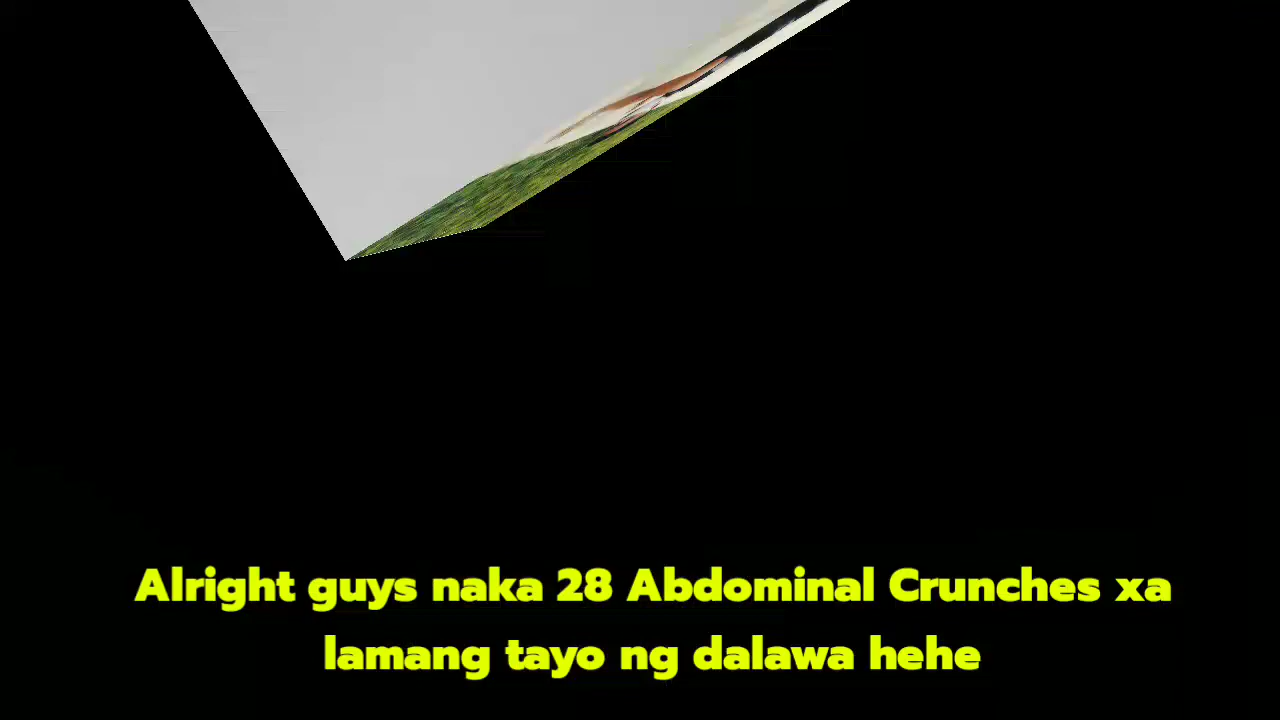 Alright guys naka 28 Abdominal Crunches xa
lamang tayo ng dalawa hehe